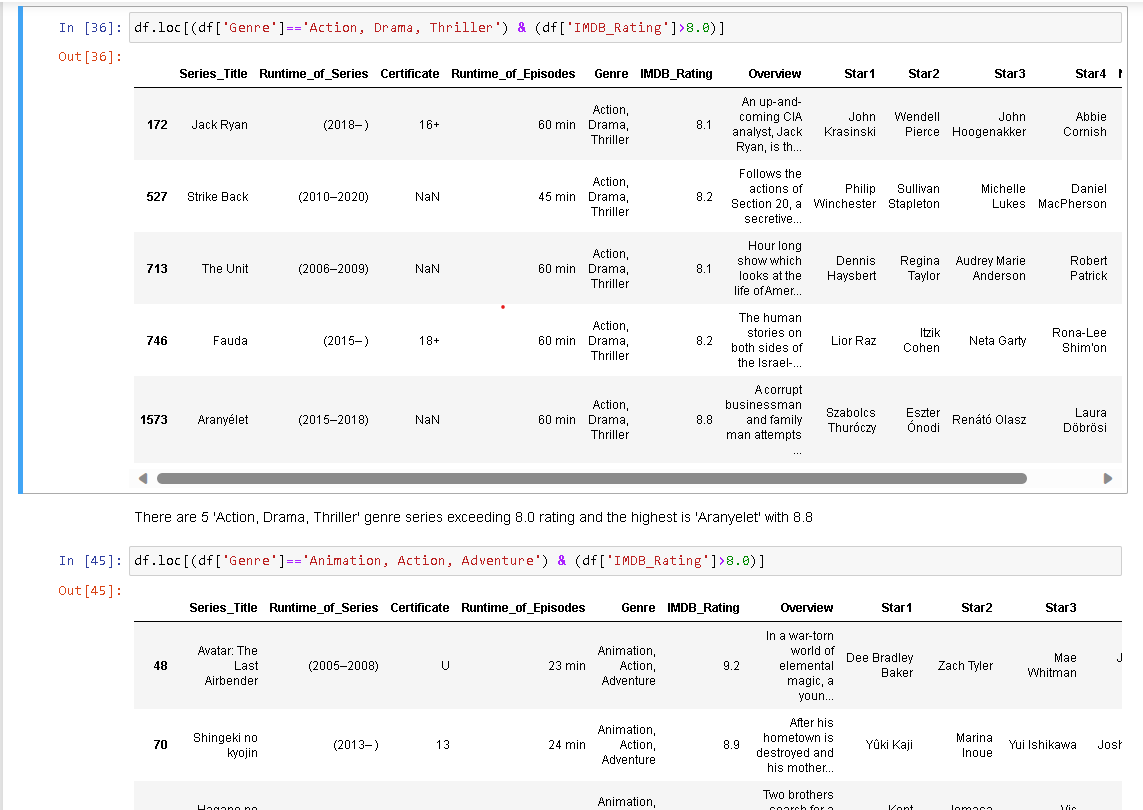 In [36]: df.loc[(df['Genre']=='Action, Drama, Thriller') & (df['IMDB_Rating']>8.0)]
Out[36]:
Series_Title Runtime_of_Series Certificate Runtime_of_Episodes Genre IMDB_Rating Overview Star1 Star2 Star3 Star4
172 Jack Ryan (2018– ) 16+ 60 min Action, Drama, Thriller 8.1 An up-and-coming CIA analyst, Jack Ryan, is th... John Krasinski Wendell Pierce John Hoogenakker Abbie Cornish
527 Strike Back (2010–2020) NaN 45 min Action, Drama, Thriller 8.2 Follows the actions of Section 20, a secretive... Philip Winchester Sullivan Stapleton Michelle Lukes Daniel MacPherson
713 The Unit (2006–2009) NaN 60 min Action, Drama, Thriller 8.1 Hour long show which looks at the life of Amer... Dennis Haysbert Regina Taylor Audrey Marie Anderson Robert Patrick
746 Fauda (2015– ) 18+ 60 min Action, Drama, Thriller 8.2 The human stories on both sides of the Israel-... Lior Raz Itzik Cohen Neta Garty Rona-Lee Shim'on
1573 Aranyélet (2015–2018) NaN 60 min Action, Drama, Thriller 8.8 A corrupt businessman and family man attempts ... Szabolcs Thuróczy Eszter Ónodi Renátó Olasz Laura Döbrösi
There are 5 'Action, Drama, Thriller' genre series exceeding 8.0 rating and the highest is 'Aranyelet' with 8.8
In [45]: df.loc[(df['Genre']=='Animation, Action, Adventure') & (df['IMDB_Rating']>8.0)]
Out[45]:
Series_Title Runtime_of_Series Certificate Runtime_of_Episodes Genre IMDB_Rating Overview Star1 Star2 Star3
48 Avatar: The Last Airbender (2005–2008) U 23 min Animation, Action, Adventure 9.2 In a war-torn world of elemental magic, a youn... Dee Bradley Baker Zach Tyler Mae Whitman
70 Shingeki no kyojin (2013– ) 13 24 min Animation, Action, Adventure 8.9 After his hometown is destroyed and his mother... Yûki Kaji Marina Inoue Yui Ishikawa Josh
Animation, Two brothers